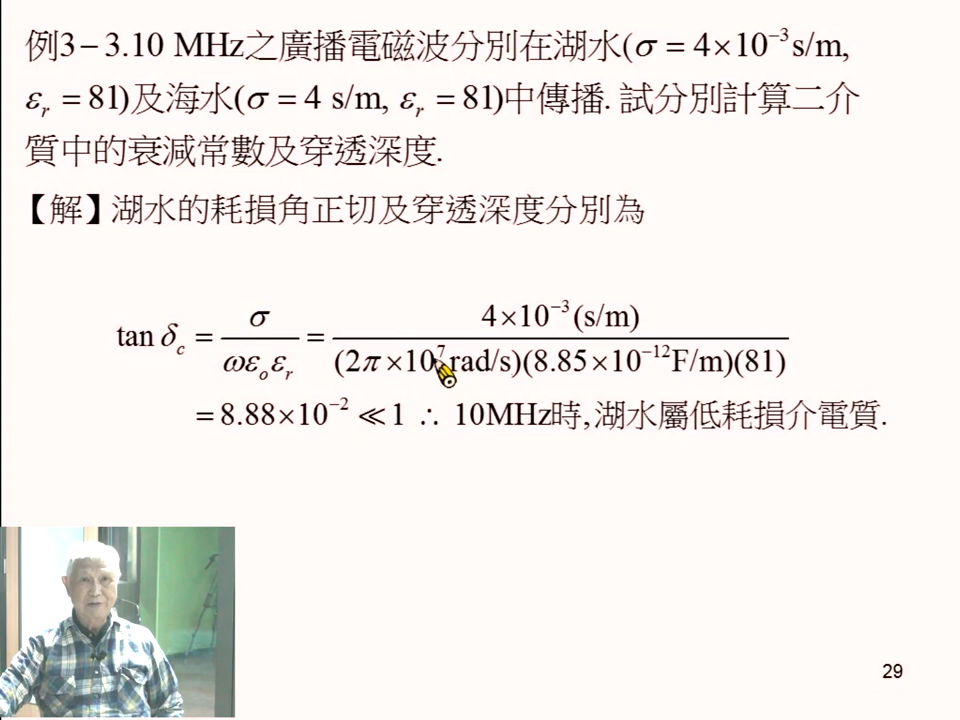 例3−3.10 MHz之廣播電磁波分別在湖水(σ = 4×10⁻³s/m,
εᵣ = 81)及海水(σ = 4 s/m, εᵣ = 81)中傳播. 試分別計算二介
質中的衰減常數及穿透深度.
【解】湖水的耗損角正切及穿透深度分別為
tan δ_c = σ/(ωε_oε_r) = 4×10⁻³(s/m)/((2π×10⁷rad/s)(8.85×10⁻¹²F/m)(81))
= 8.88×10⁻² ≪1 ∴ 10MHz時,湖水屬低耗損介電質.
29